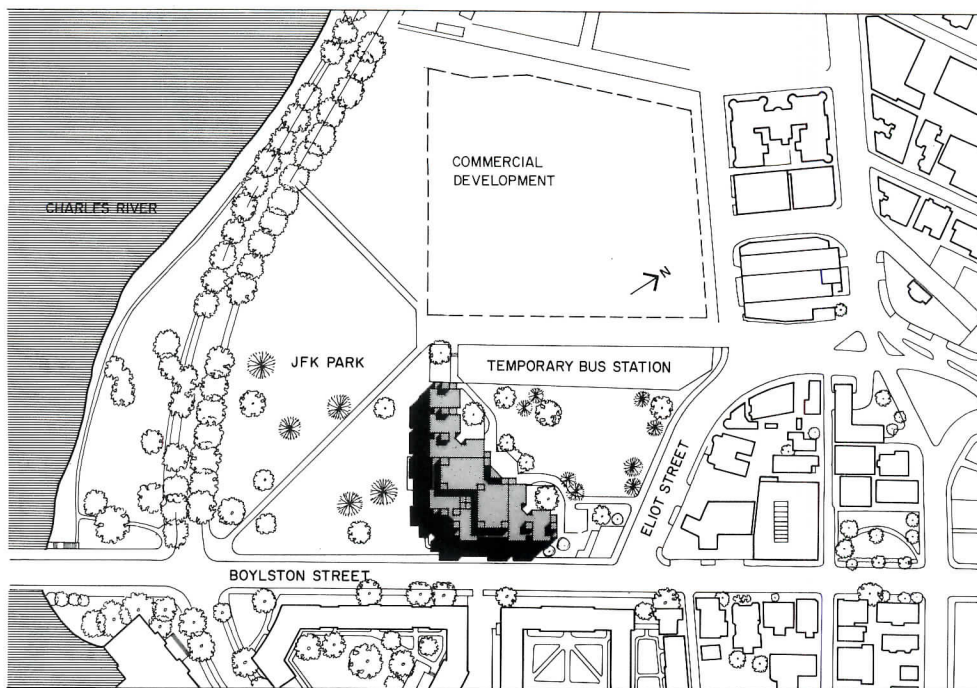 COMMERCIAL
DEVELOPMENT
CHARLES RIVER
N
JFK PARK
TEMPORARY BUS STATION
ELIOT STREET
BOYLSTON STREET